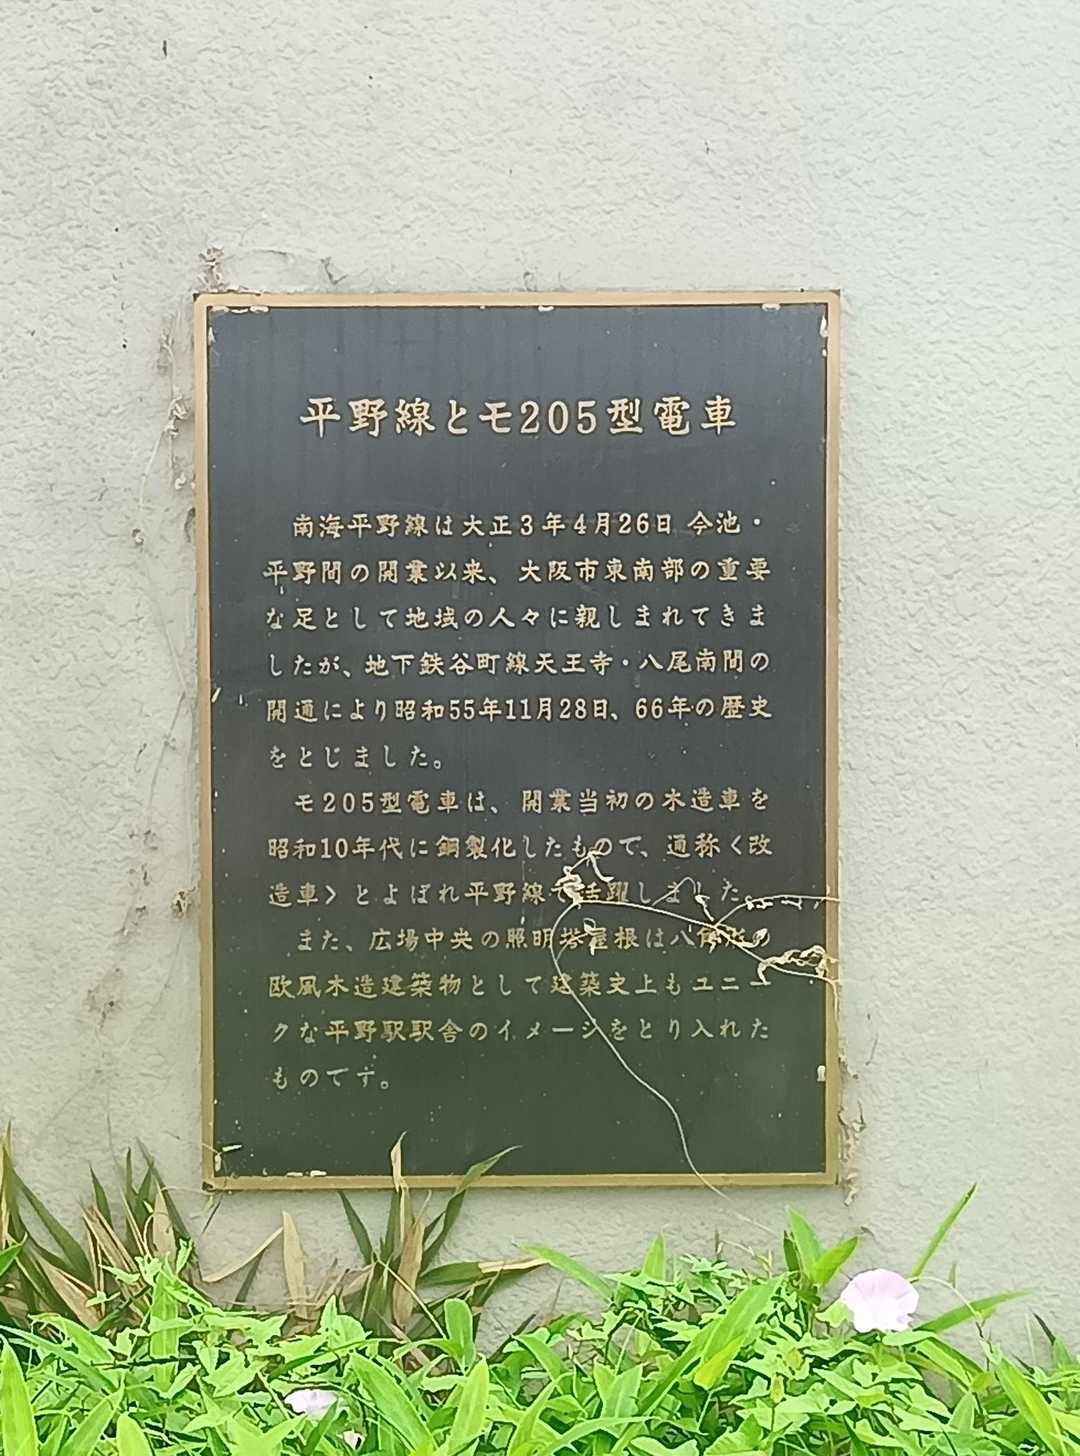 平野線とモ205型電車
南海平野線は大正3年4月26日 今池・
平野間の開業以来、大阪市東南部の重要
な足として地域の人々に親しまれてきま
したが、地下鉄谷町線天王寺・八尾南間の
開通により昭和55年11月28日、66年の歴史
をとじました。
モ205型電車は、開業当初の木造車を
昭和10年代に鋼製化したもので、通称〈改
造車〉とよばれ平野線で活躍しました。
また、広場中央の照明塔屋根は八角形の
欧風木造建築物として建築史上もユニー
クな平野駅駅舎のイメージをとり入れた
ものです。